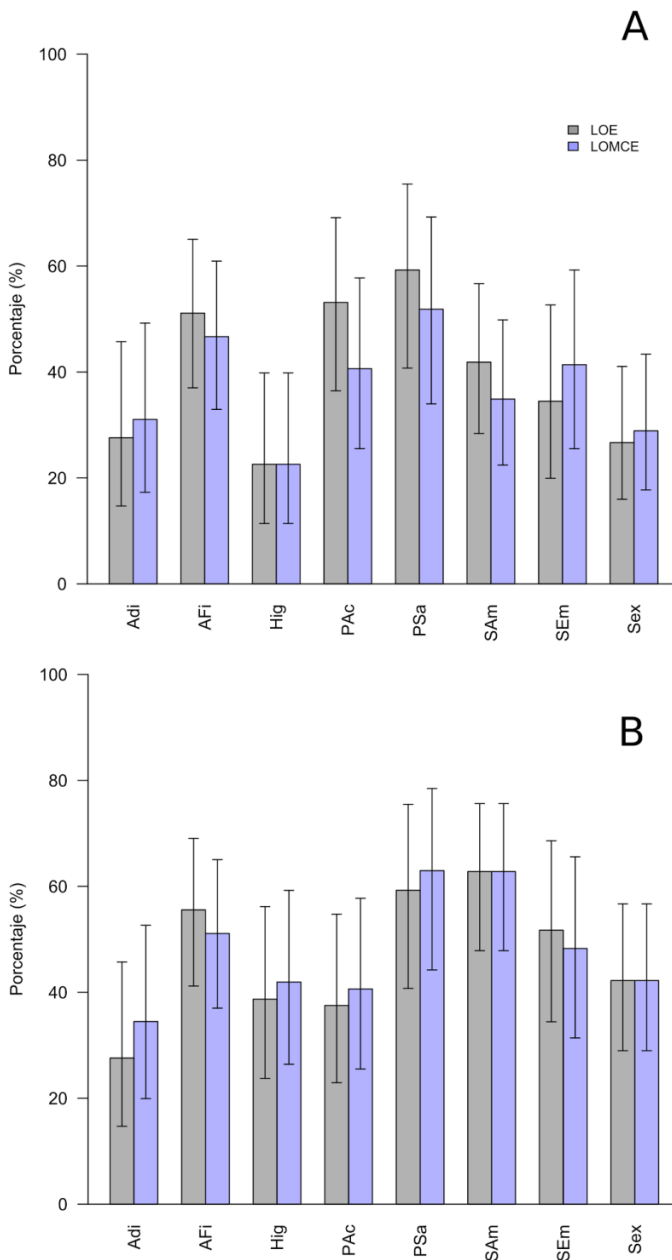 A
100
80
60
40
20
0
Porcentaje (%)
LOE
LOMCE
Adi
AFi
Hig
PAc
PSa
SAm
SEm
Sex
B
100
80
60
40
20
0
Porcentaje (%)
Adi
AFi
Hig
PAc
PSa
SAm
SEm
Sex